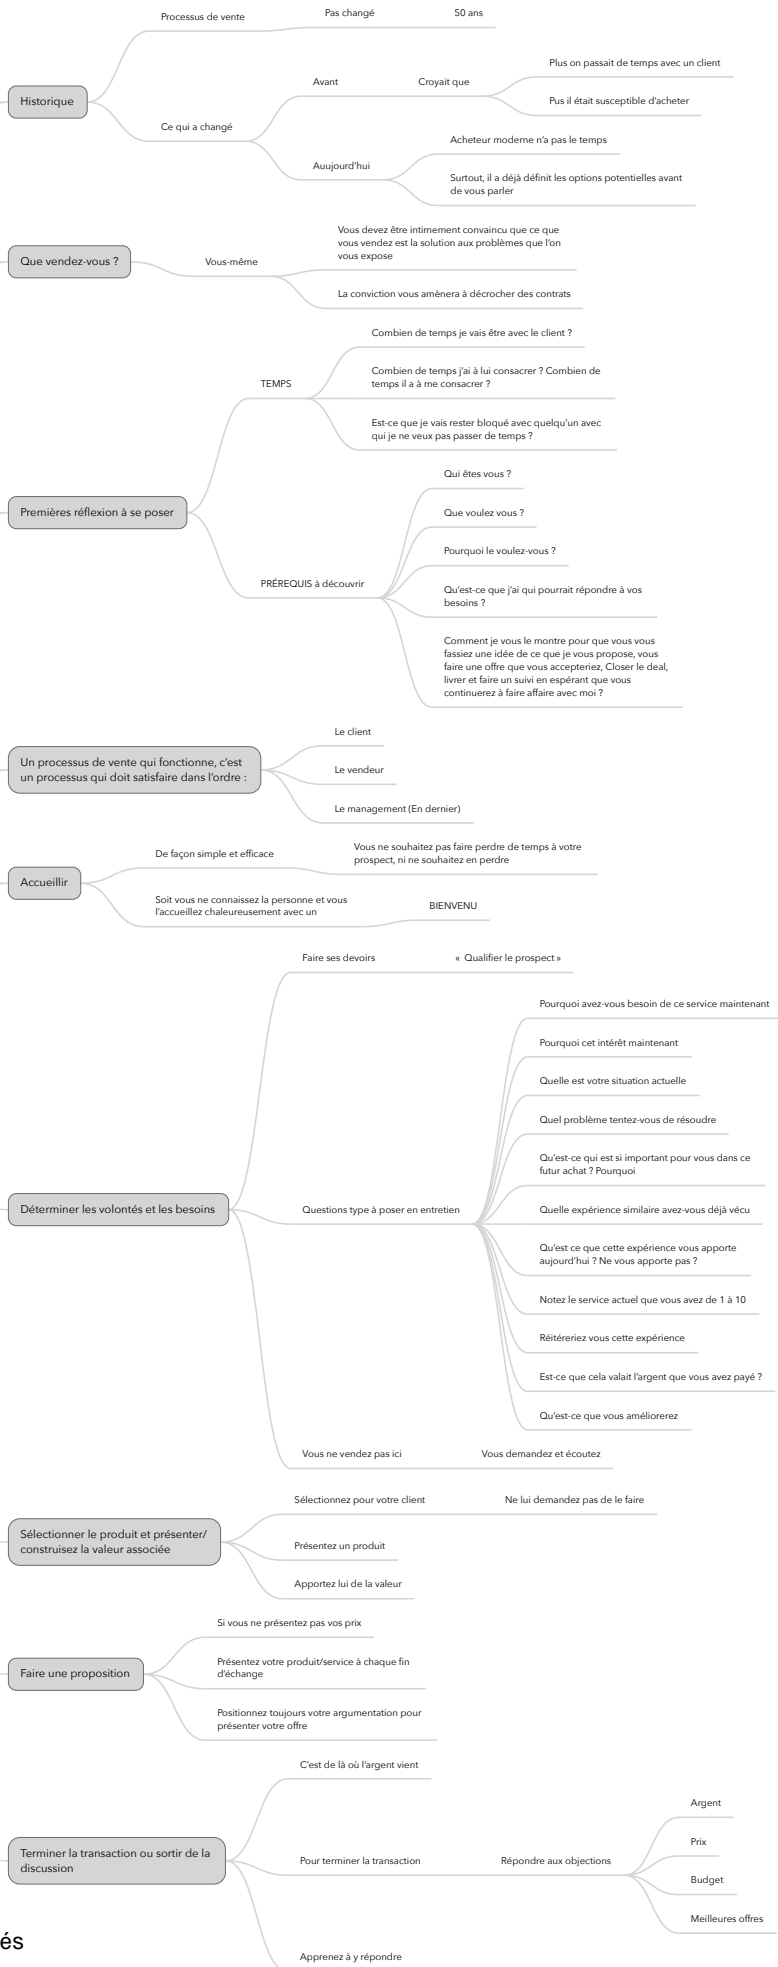 Historique
Processus de vente
Pas changé
50 ans
Ce qui a changé
Avant
Croyait que
Plus on passait de temps avec un client
Pus il était susceptible d'acheter
Auujourd'hui
Acheteur moderne n'a pas le temps
Surtout, il a déjà définit les options potentielles avant
de vous parler
Que vendez-vous ?
Vous-même
Vous devez être intimement convaincu que ce que
vous vendez est la solution aux problèmes que l'on
vous expose
La conviction vous amènera à décrocher des contrats
Premières réflexion à se poser
TEMPS
Combien de temps je vais être avec le client ?
Combien de temps j'ai à lui consacrer ? Combien de
temps il a à me consacrer ?
Est-ce que je vais rester bloqué avec quelqu'un avec
qui je ne veux pas passer de temps ?
PRÉREQUIS à découvrir
Qui êtes vous ?
Que voulez vous ?
Pourquoi le voulez-vous ?
Qu'est-ce que j'ai qui pourrait répondre à vos
besoins ?
Comment je vous le montre pour que vous vous
fassiez une idée de ce que je vous propose, vous
faire une offre que vous accepteriez, Closer le deal,
livrer et faire un suivi en espérant que vous
continuerez à faire affaire avec moi ?
Un processus de vente qui fonctionne, c'est
un processus qui doit satisfaire dans l'ordre :
Le client
Le vendeur
Le management (En dernier)
Accueillir
De façon simple et efficace
Vous ne souhaitez pas faire perdre de temps à votre
prospect, ni ne souhaitez en perdre
Soit vous ne connaissez la personne et vous
l'accueillez chaleureusement avec un
BIENVENU
Déterminer les volontés et les besoins
Faire ses devoirs
« Qualifier le prospect »
Questions type à poser en entretien
Pourquoi avez-vous besoin de ce service maintenant
Pourquoi cet intérêt maintenant
Quelle est votre situation actuelle
Quel problème tentez-vous de résoudre
Qu'est-ce qui est si important pour vous dans ce
futur achat ? Pourquoi
Quelle expérience similaire avez-vous déjà vécu
Qu'est ce que cette expérience vous apporte
aujourd'hui ? Ne vous apporte pas ?
Notez le service actuel que vous avez de 1 à 10
Réitéreriez vous cette expérience
Est-ce que cela valait l'argent que vous avez payé ?
Qu'est-ce que vous améliorerez
Vous ne vendez pas ici
Vous demandez et écoutez
Sélectionner le produit et présenter/
construisez la valeur associée
Sélectionnez pour votre client
Ne lui demandez pas de le faire
Présentez un produit
Apportez lui de la valeur
Faire une proposition
Si vous ne présentez pas vos prix
Présentez votre produit/service à chaque fin
d'échange
Positionnez toujours votre argumentation pour
présenter votre offre
Terminer la transaction ou sortir de la
discussion
C'est de là où l'argent vient
Pour terminer la transaction
Répondre aux objections
Argent
Prix
Budget
Meilleures offres
Apprenez à y répondre
és